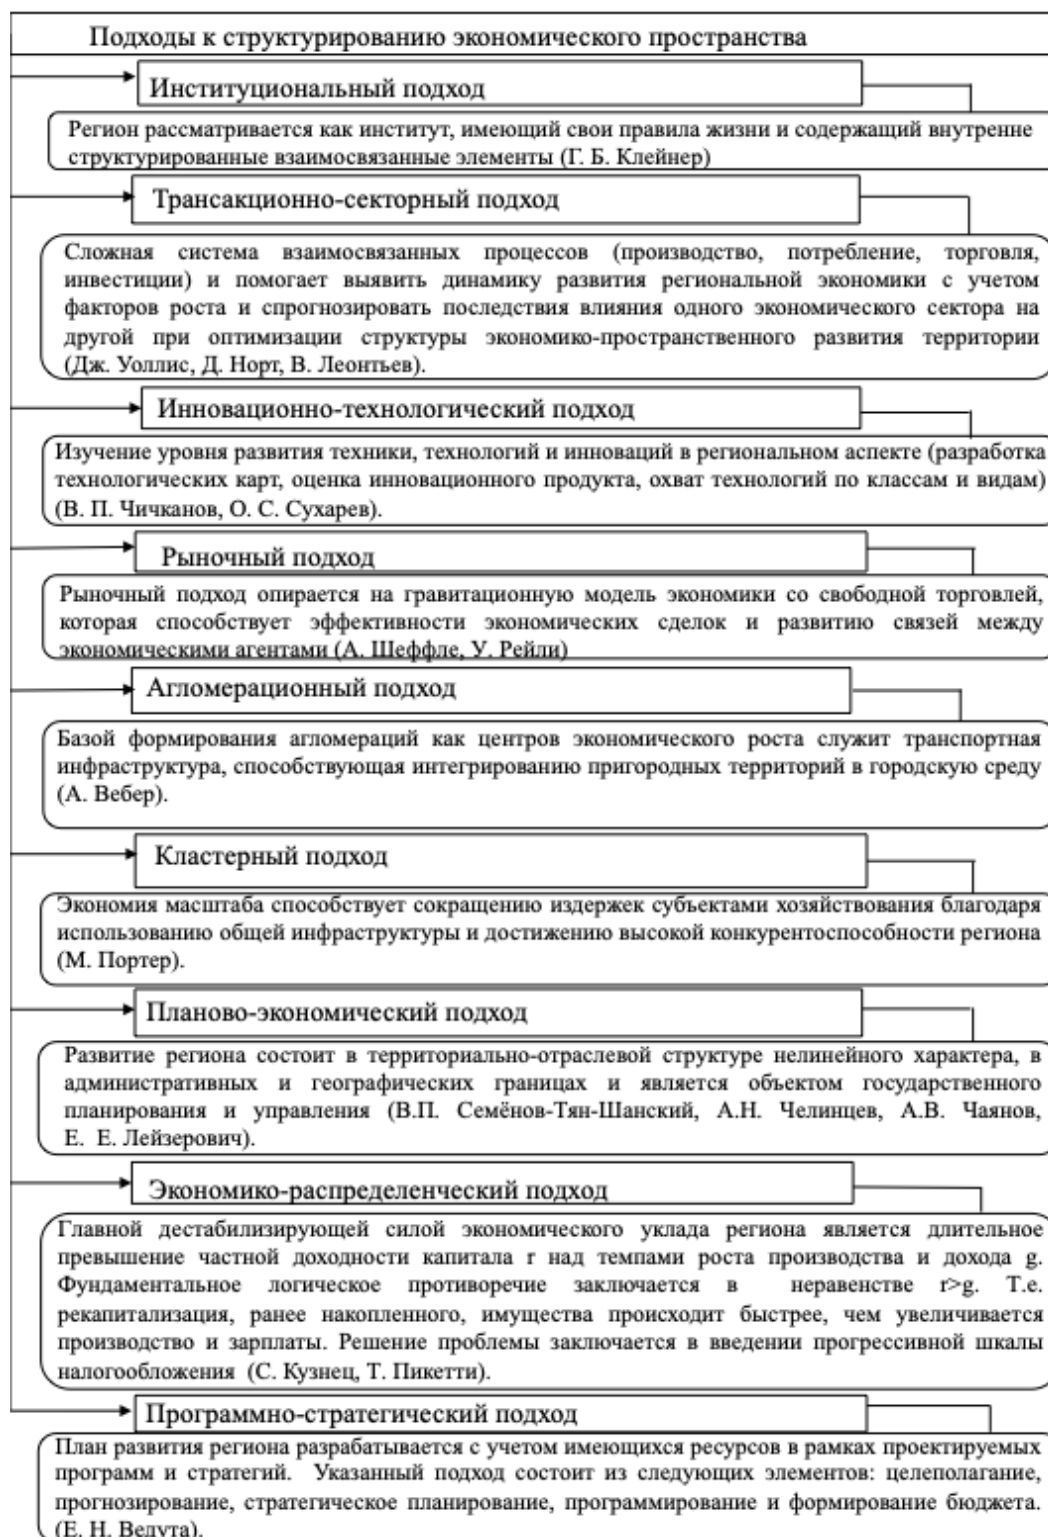 Подходы к структурированию экономического пространства
Институциональный подход
Регион рассматривается как институт, имеющий свои правила жизни и содержащий внутренне
структурированные взаимосвязанные элементы (Г. Б. Клейнер)
Трансакционно-секторный подход
Сложная система взаимосвязанных процессов (производство, потребление, торговля,
инвестиции) и помогает выявить динамику развития региональной экономики с учетом
факторов роста и спрогнозировать последствия влияния одного экономического сектора на
другой при оптимизации структуры экономико-пространственного развития территории
(Дж. Уоллис, Д. Норт, В. Леонтьев).
Инновационно-технологический подход
Изучение уровня развития техники, технологий и инноваций в региональном аспекте (разработка
технологических карт, оценка инновационного продукта, охват технологий по классам и видам)
(В. П. Чичканов, О. С. Сухарев).
Рыночный подход
Рыночный подход опирается на гравитационную модель экономики со свободной торговлей,
которая способствует эффективности экономических сделок и развитию связей между
экономическими агентами (А. Шеффле, У. Рейли)
Агломерационный подход
Базой формирования агломераций как центров экономического роста служит транспортная
инфраструктура, способствующая интегрированию пригородных территорий в городскую среду
(А. Вебер).
Кластерный подход
Экономия масштаба способствует сокращению издержек субъектами хозяйствования благодаря
использованию общей инфраструктуры и достижению высокой конкурентоспособности региона
(М. Портер).
Планово-экономический подход
Развитие региона состоит в территориально-отраслевой структуре нелинейного характера, в
административных и географических границах и является объектом государственного
планирования и управления (В.П. Семёнов-Тян-Шанский, А.Н. Челинцев, А.В. Чаянов,
Е. Е. Лейзерович).
Экономико-распределенческий подход
Главной дестабилизирующей силой экономического уклада региона является длительное
превышение частной доходности капитала r над темпами роста производства и дохода g.
Фундаментальное логическое противоречие заключается в неравенстве r>g. Т.е.
рекапитализация, ранее накопленного, имущества происходит быстрее, чем увеличивается
производство и зарплаты. Решение проблемы заключается в введении прогрессивной шкалы
налогообложения (С. Кузнец, Т. Пикетти).
Программно-стратегический подход
План развития региона разрабатывается с учетом имеющихся ресурсов в рамках проектируемых
программ и стратегий. Указанный подход состоит из следующих элементов: целеполагание,
прогнозирование, стратегическое планирование, программирование и формирование бюджета.
(Е. Н. Ведута).